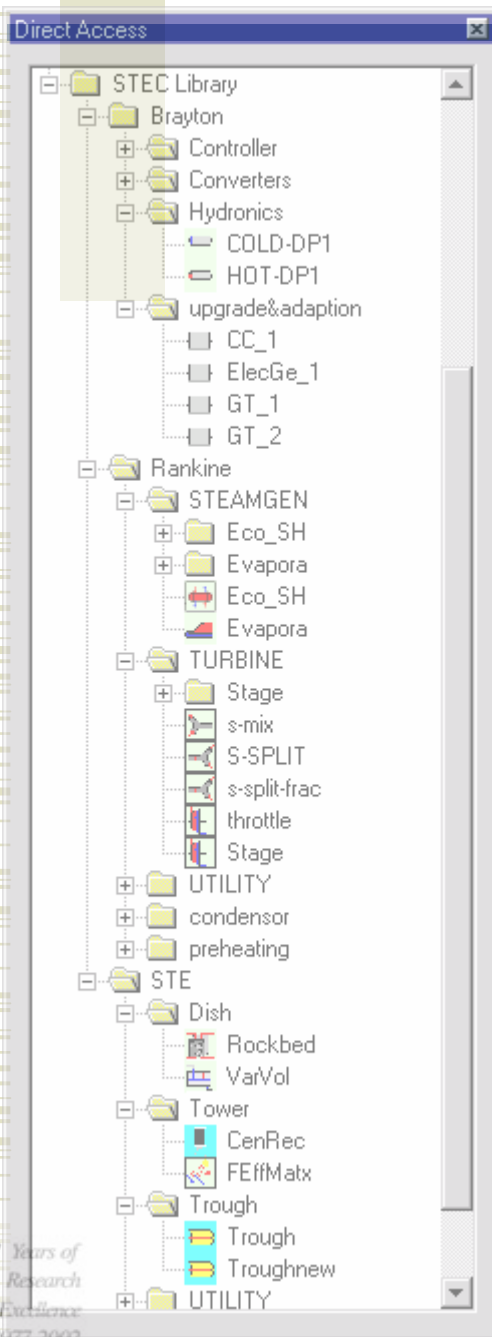 Direct Access
STEC Library
Brayton
Controller
Converters
Hydronics
COLD-DP1
HOT-DP1
upgrade&adaption
CC_1
ElecGe_1
GT_1
GT_2
Rankine
STEAMGEN
Eco_SH
Evapora
Eco_SH
Evapora
TURBINE
Stage
s-mix
S-SPLIT
s-split-frac
throttle
Stage
UTILITY
condensor
preheating
STE
Dish
Rockbed
VarVol
Tower
CenRec
FEffMatx
Trough
Trough
Troughnew
UTILITY
Years of
Research
Excellence